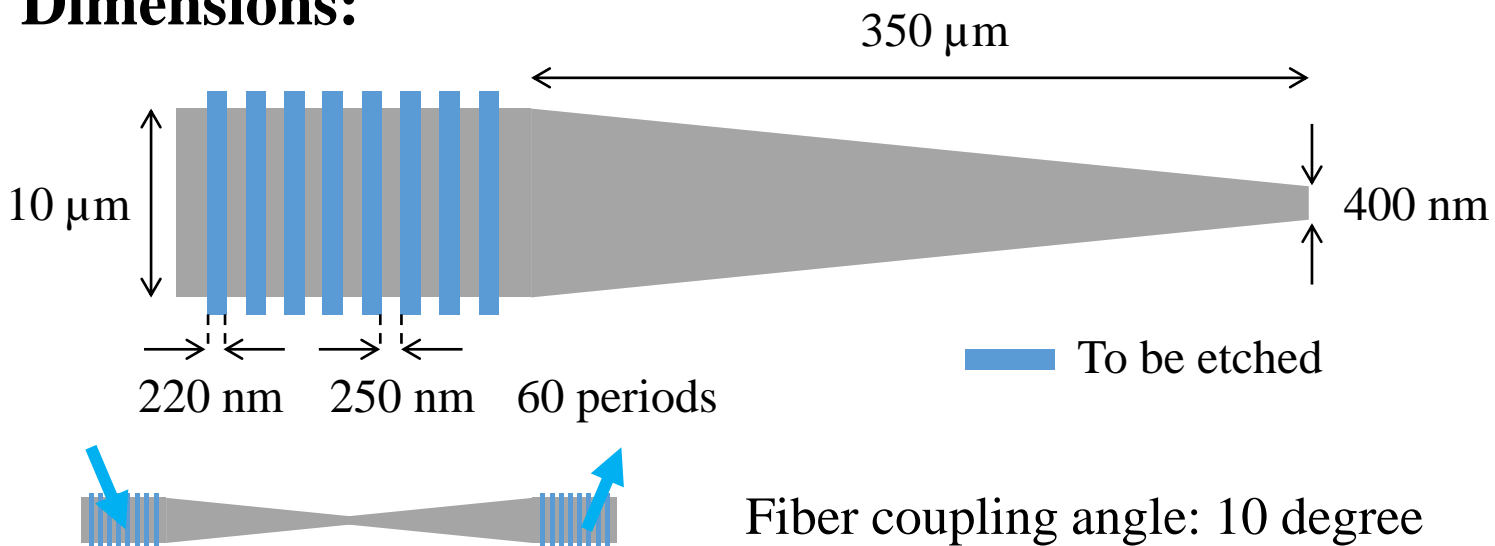 Dimensions:
350 µm
10 µm
400 nm
To be etched
220 nm
250 nm
60 periods
Fiber coupling angle: 10 degree